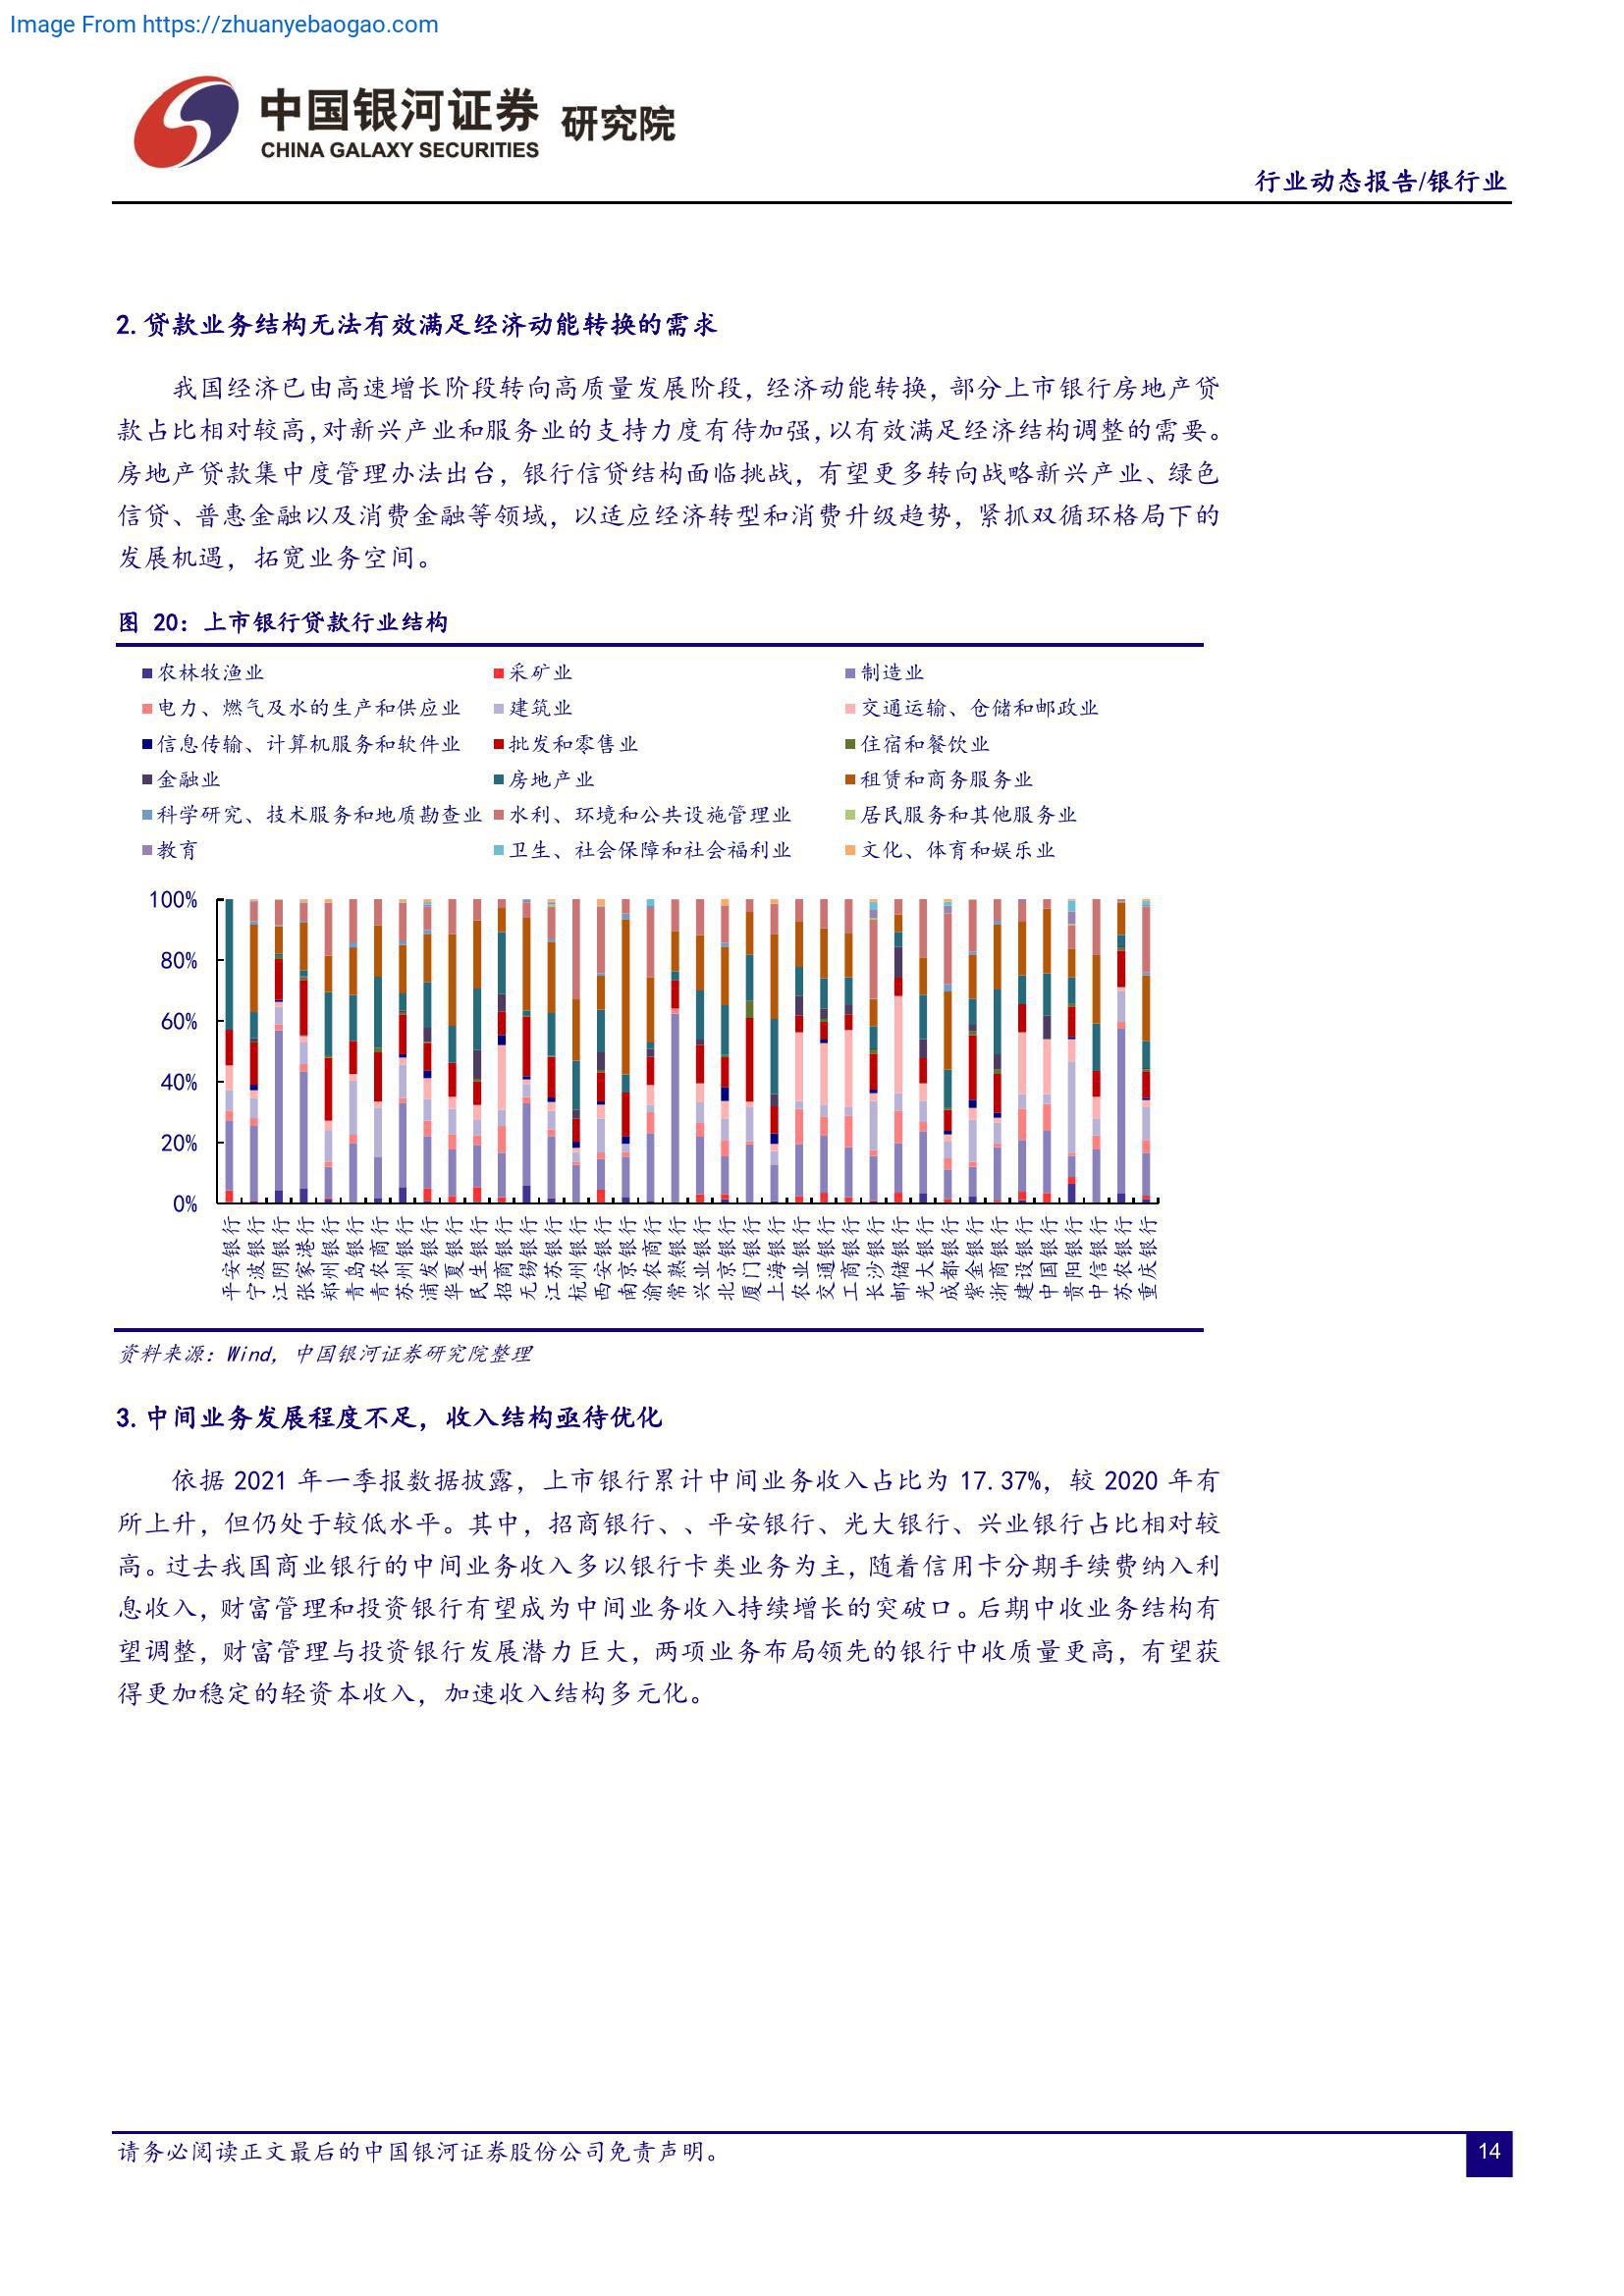 Image From https://zhuanyebaogao.com
中国银河证券 研究院
CHINA GALAXY SECURITIES
行业动态报告/银行业
2.贷款业务结构无法有效满足经济动能转换的需求
我国经济已由高速增长阶段转向高质量发展阶段，经济动能转换，部分上市银行房地产贷
款占比相对较高，对新兴产业和服务业的支持力度有待加强，以有效满足经济结构调整的需要。
房地产贷款集中度管理办法出台，银行信贷结构面临挑战，有望更多转向战略新兴产业、绿色
信贷、普惠金融以及消费金融等领域，以适应经济转型和消费升级趋势，紧抓双循环格局下的
发展机遇，拓宽业务空间。
图 20：上市银行贷款行业结构
农林牧渔业 采矿业 制造业
电力、燃气及水的生产和供应业 建筑业 交通运输、仓储和邮政业
信息传输、计算机服务和软件业 批发和零售业 住宿和餐饮业
金融业 房地产业 租赁和商务服务业
科学研究、技术服务和地质勘查业 水利、环境和公共设施管理业 居民服务和其他服务业
教育 卫生、社会保障和社会福利业 文化、体育和娱乐业
100%
80%
60%
40%
20%
0%
平安银行
宁波银行
江阴银行
张家港行
郑州银行
青岛银行
青农商行
苏州银行
浦发银行
华夏银行
民生银行
招商银行
无锡银行
江苏银行
杭州银行
西安银行
南京银行
渝农商行
常熟银行
兴业银行
北京银行
厦门银行
上海银行
农业银行
交通银行
工商银行
长沙银行
邮储银行
光大银行
成都银行
紫金银行
浙商银行
建设银行
中国银行
贵阳银行
中信银行
苏农银行
重庆银行
资料来源：Wind，中国银河证券研究院整理
3.中间业务发展程度不足，收入结构亟待优化
依据 2021 年一季报数据披露，上市银行累计中间业务收入占比为 17.37%，较 2020 年有
所上升，但仍处于较低水平。其中，招商银行、、平安银行、光大银行、兴业银行占比相对较
高。过去我国商业银行的中间业务收入多以银行卡类业务为主，随着信用卡分期手续费纳入利
息收入，财富管理和投资银行有望成为中间业务收入持续增长的突破口。后期中收业务结构有
望调整，财富管理与投资银行发展潜力巨大，两项业务布局领先的银行中收质量更高，有望获
得更加稳定的轻资本收入，加速收入结构多元化。
请务必阅读正文最后的中国银河证券股份公司免责声明。
14